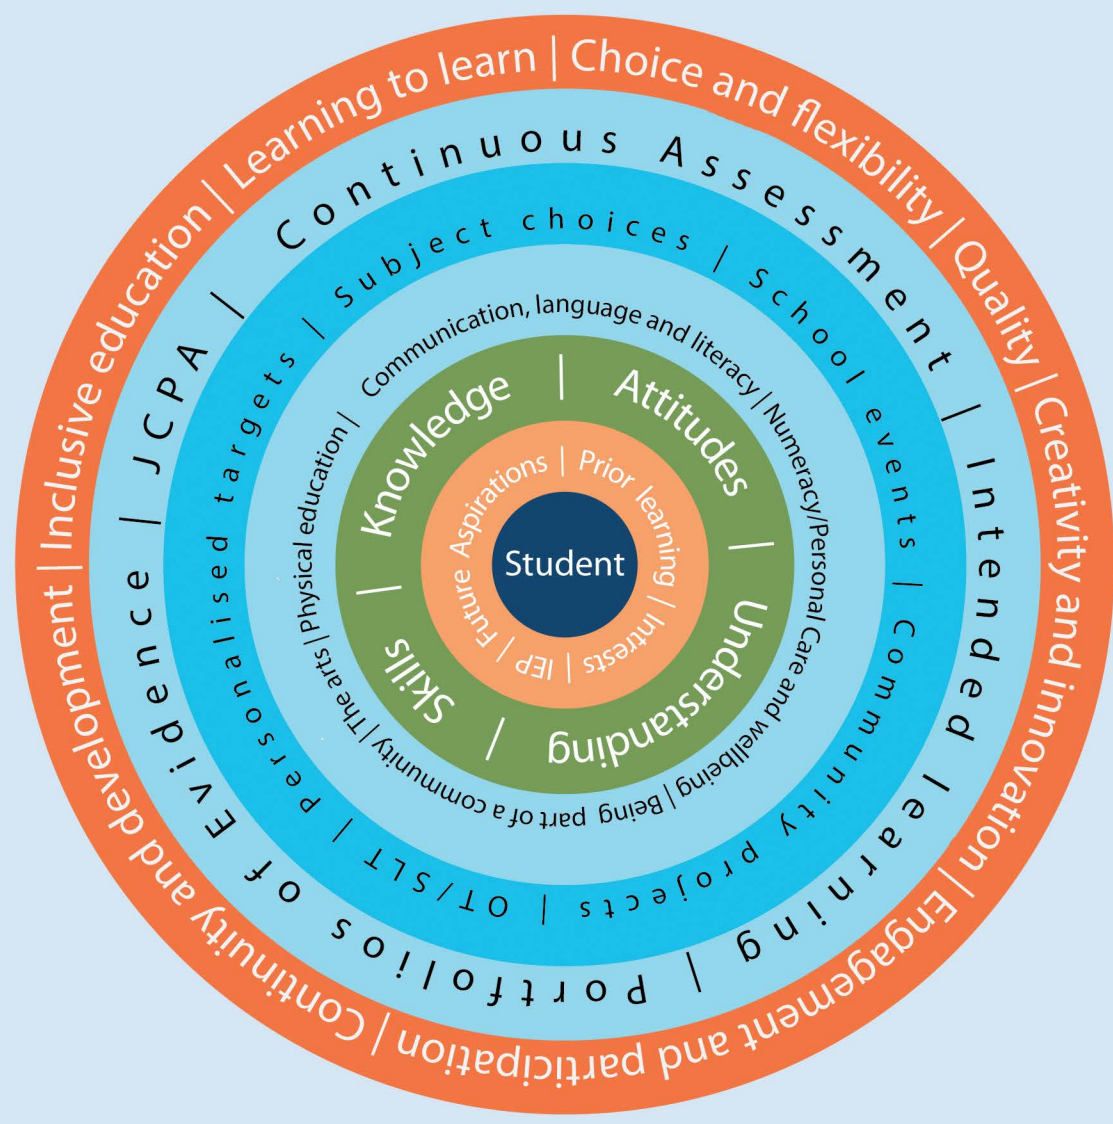 Learning to learn | Choice and flexibility | Quality | Creativity and innovation | Engagement and participation | Continuity and development | Inclusive education |
Continuous Assessment | Intended learning | Portfolios of Evidence | JCPA |
Subject choices | School events | Community projects | OT/SLT | Personalised targets |
Communication, language and literacy | Numeracy/Personal Care and wellbeing | Being part of a community | The arts | Physical education |
Knowledge | Attitudes | Understanding | Skills |
Prior learning | Intrests | IEP | Future Aspirations |
Student